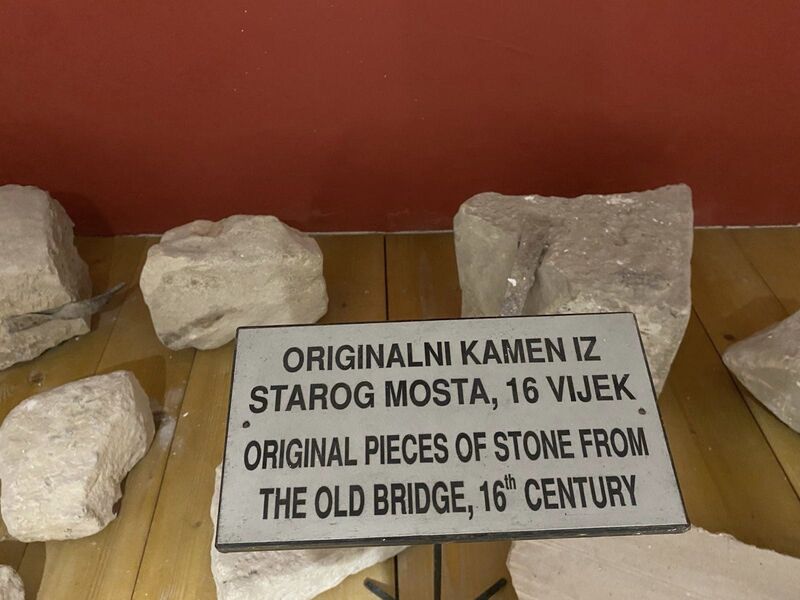 ORIGINALNI KAMEN IZ
STAROG MOSTA, 16 VIJEK
ORIGINAL PIECES OF STONE FROM
THE OLD BRIDGE, 16th CENTURY